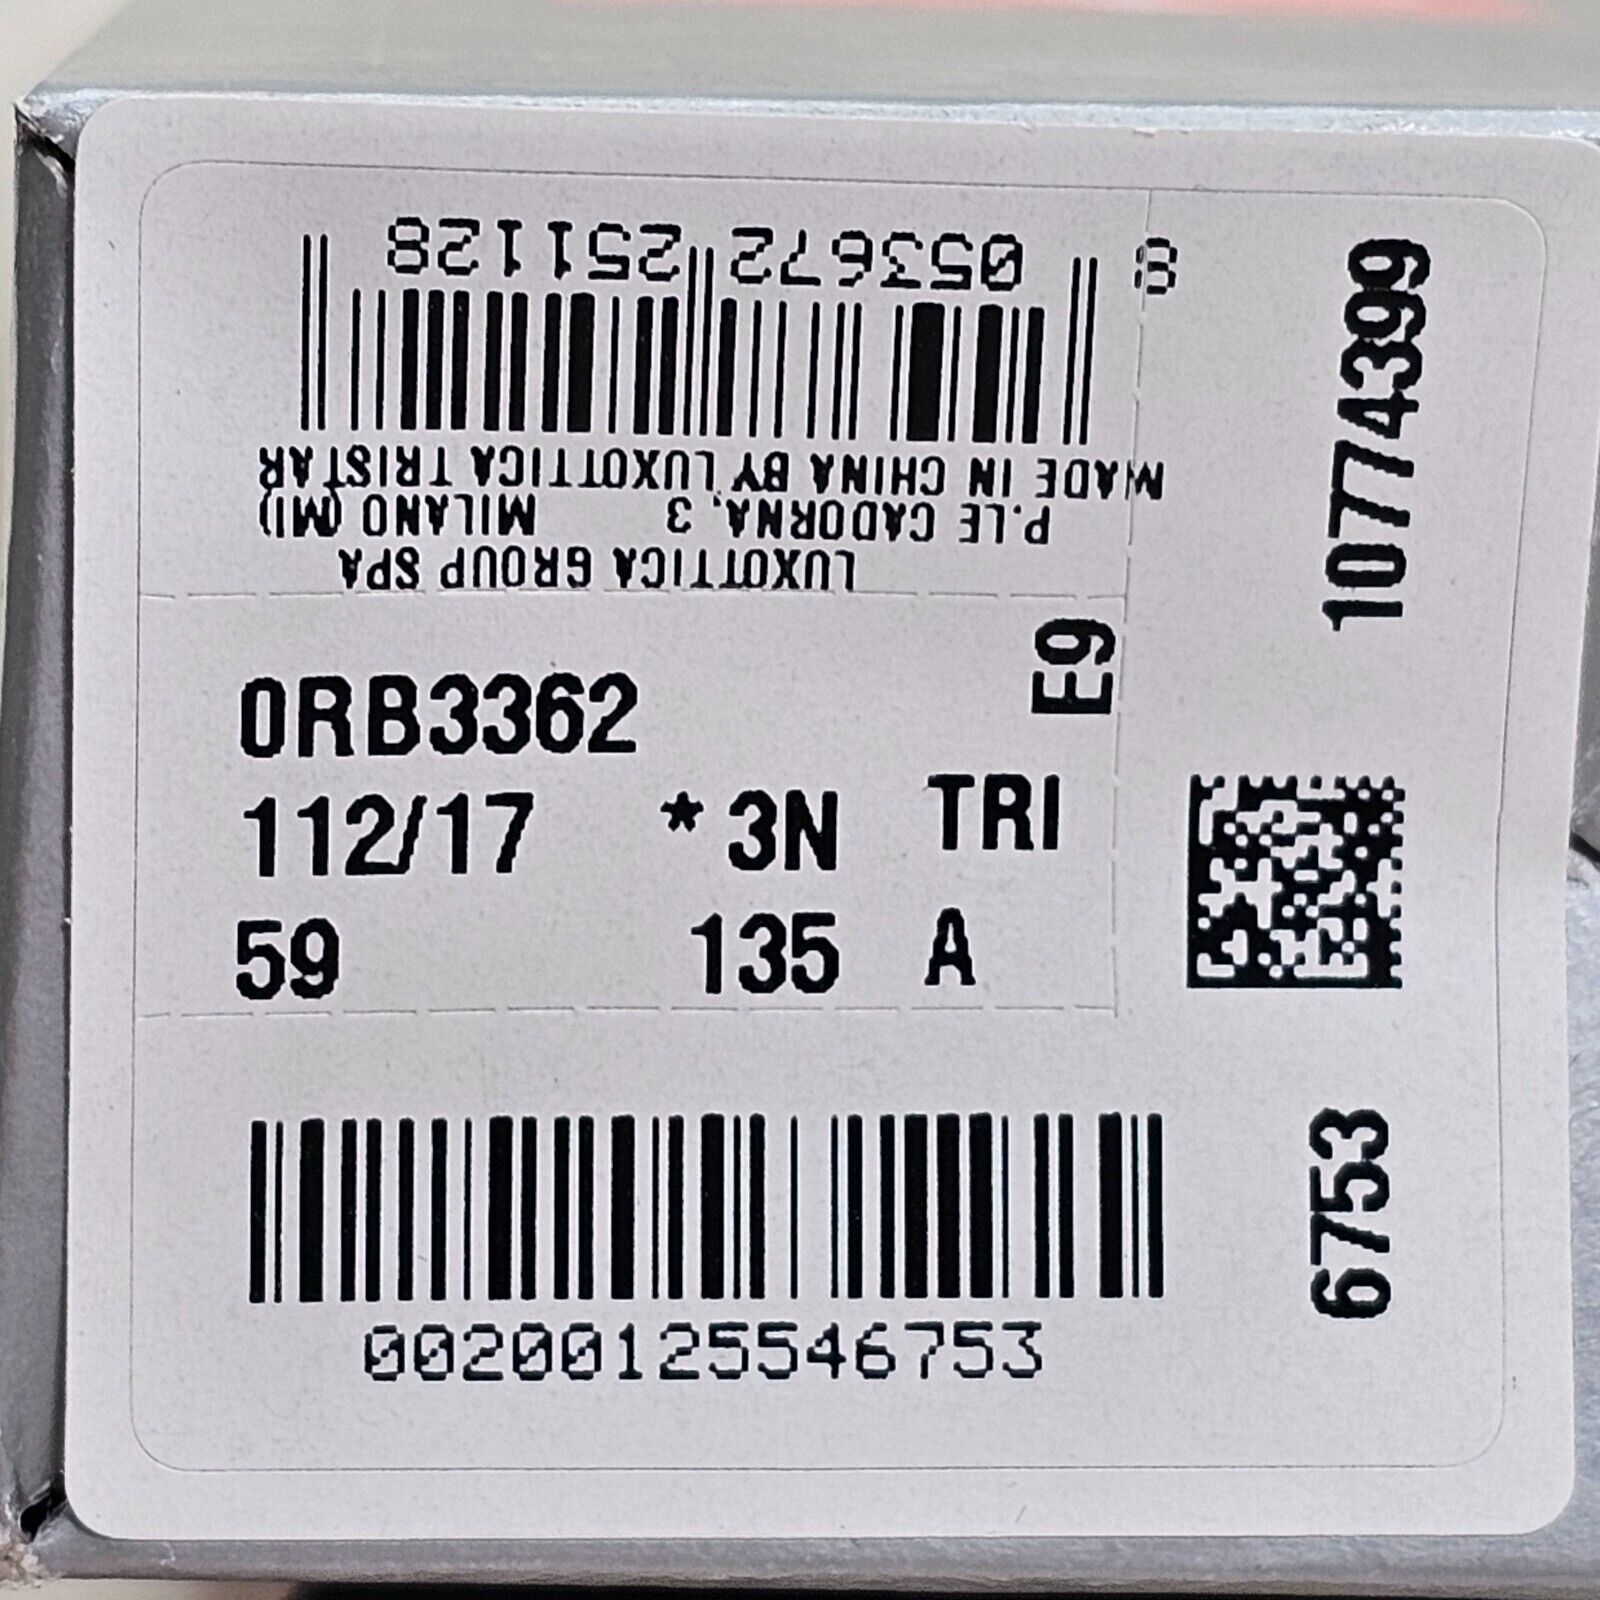 8 053672 251128
MADE IN CHINA BY LUXOTTICA TRISTAR
P.LE CADORNA, 3 MILANO (MI)
LUXOTTICA GROUP SPA
0RB3362
E9
112/17 *3N TRI
59 135 A
00200125546753
10774399
6753